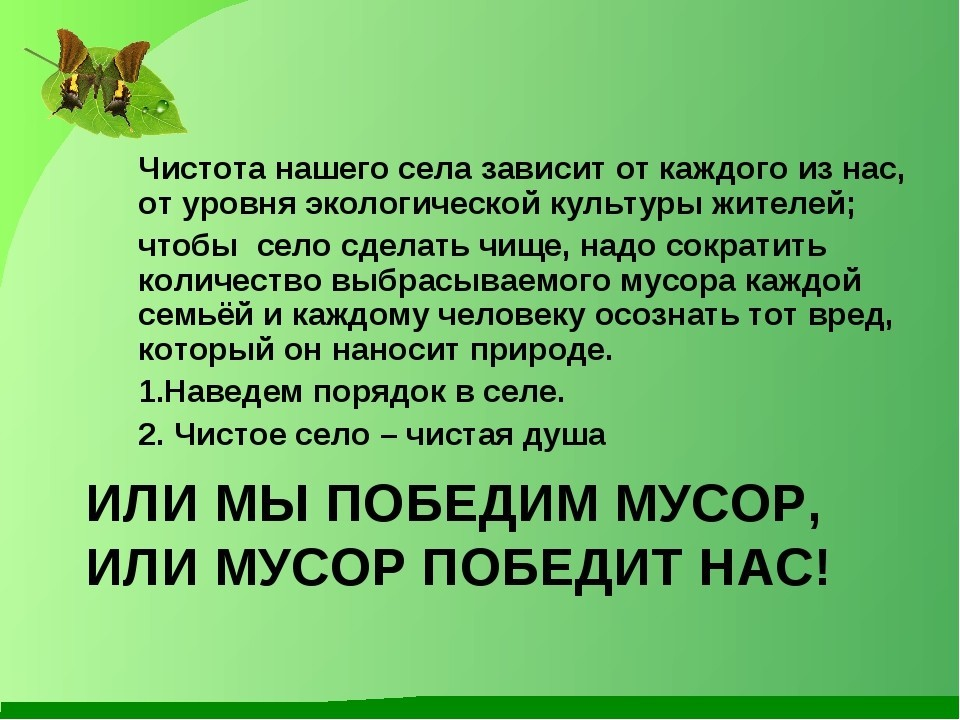 Чистота нашего села зависит от каждого из нас,
от уровня экологической культуры жителей;
чтобы  село сделать чище, надо сократить
количество выбрасываемого мусора каждой
семьёй и каждому человеку осознать тот вред,
который он наносит природе.
1.Наведем порядок в селе.
2. Чистое село – чистая душа
ИЛИ МЫ ПОБЕДИМ МУСОР,
ИЛИ МУСОР ПОБЕДИТ НАС!